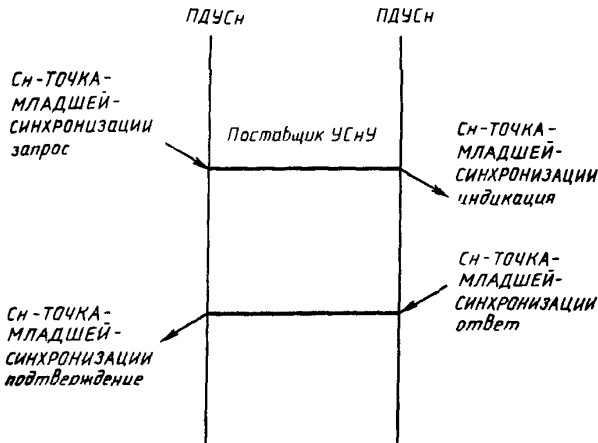 ПДУСн
ПДУСн
Сн-ТОЧКА-
МЛАДШЕЙ-
СИНХРОНИЗАЦИИ
запрос
Поставщик УСнУ
Сн-ТОЧКА-
МЛАДШЕЙ-
СИНХРОНИЗАЦИИ
индикация
Сн-ТОЧКА-
МЛАДШЕЙ-
СИНХРОНИЗАЦИИ
ответ
Сн-ТОЧКА-
МЛАДШЕЙ-
СИНХРОНИЗАЦИИ
подтверждение